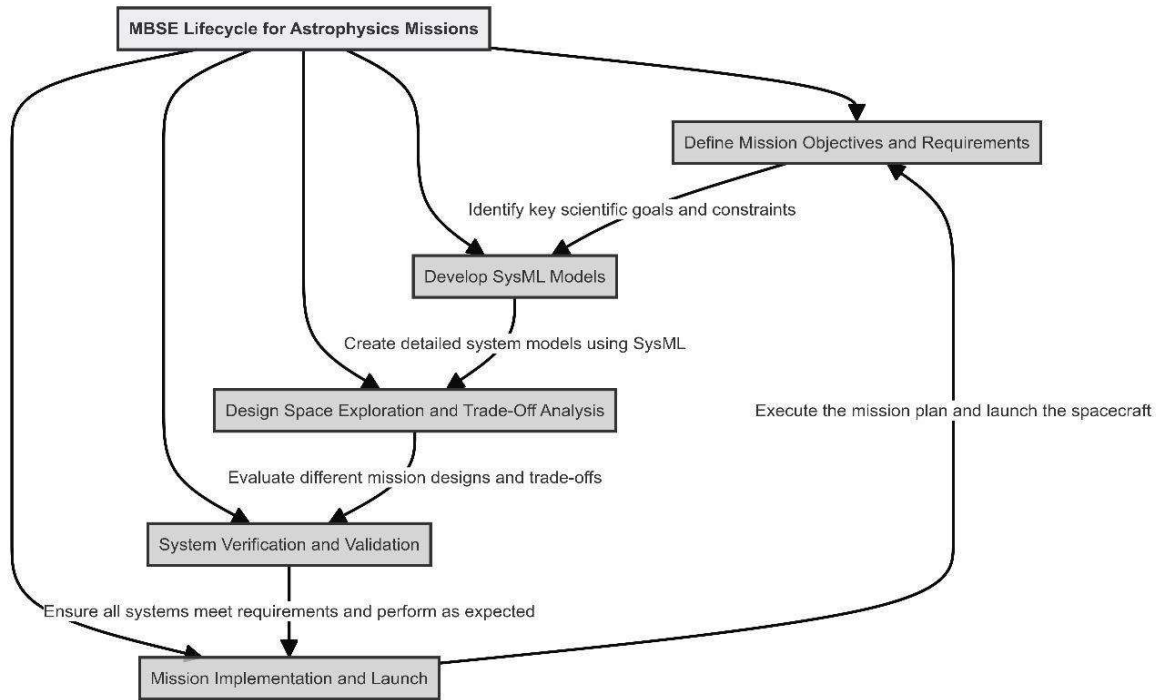 MBSE Lifecycle for Astrophysics Missions
Define Mission Objectives and Requirements
Identify key scientific goals and constraints
Develop SysML Models
Create detailed system models using SysML
Design Space Exploration and Trade-Off Analysis
Execute the mission plan and launch the spacecraft
Evaluate different mission designs and trade-offs
System Verification and Validation
Ensure all systems meet requirements and perform as expected
Mission Implementation and Launch